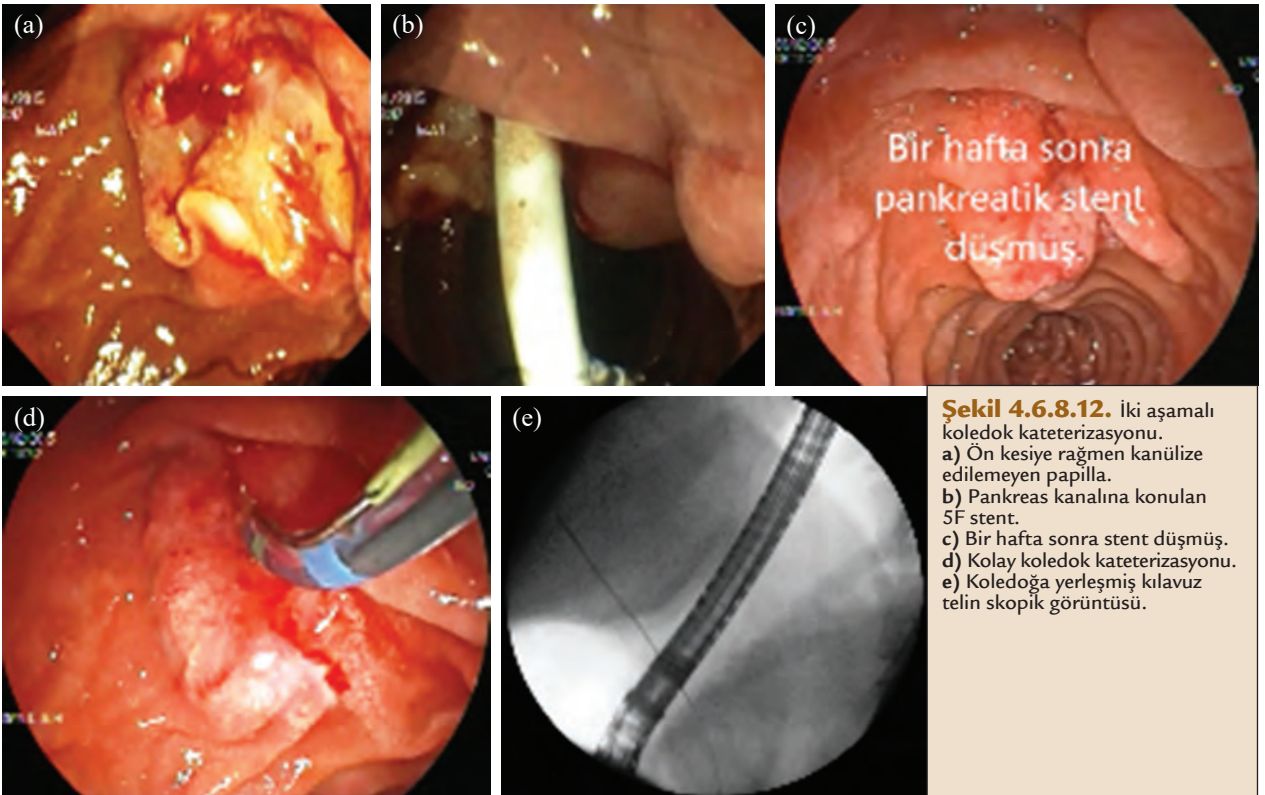 (a)
(b)
(c)
Bir hafta sonra
pankreatik stent
düşmüş.
(d)
(e)
Şekil 4.6.8.12. İki aşamalı
koledok kateterizasyonu.
a) Ön kesiye rağmen kanülize
edilemeyen papilla.
b) Pankreas kanalına konulan
5F stent.
c) Bir hafta sonra stent düşmüş.
d) Kolay koledok kateterizasyonu.
e) Koledoğa yerleşmiş kılavuz
telin skopik görüntüsü.